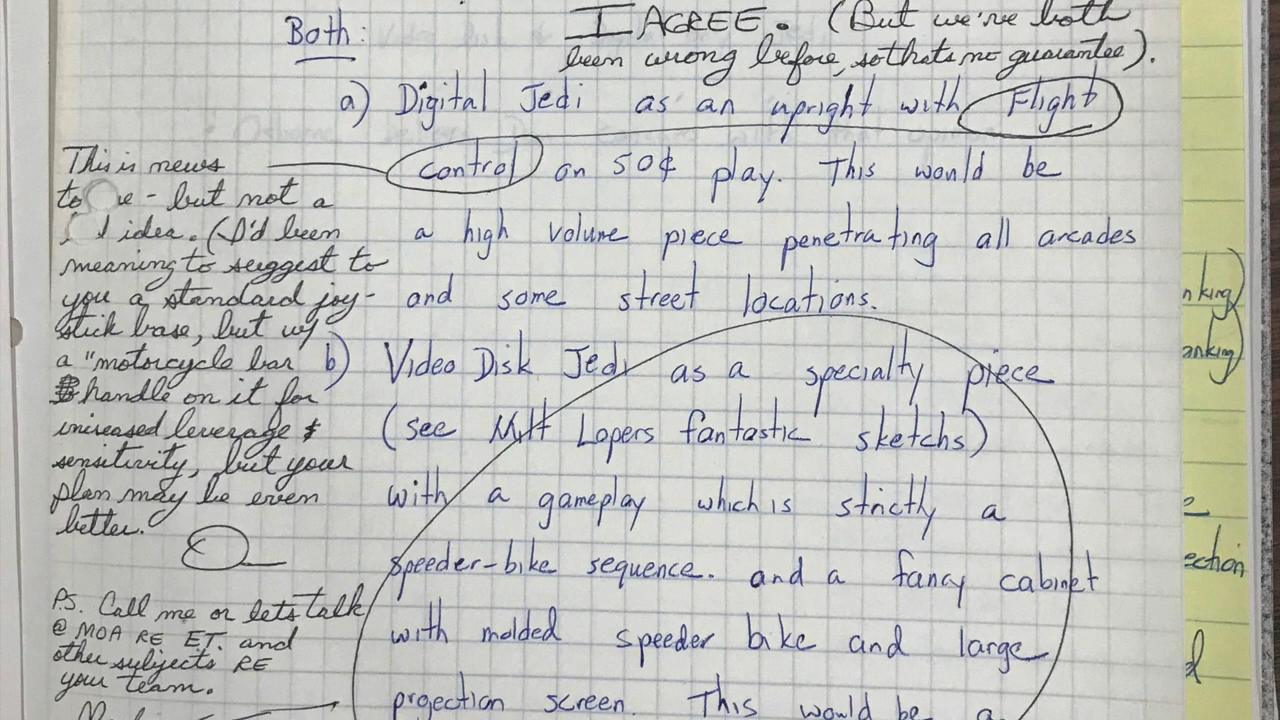 Both:
I AGREE. (But we've both
been wrong before, so thats no guarantee).
a) Digital Jedi as an upright with Flight
control on 50¢ play. This would be
a high volume piece penetrating all arcades
and some street locations.
b) Video Disk Jedi as a specialty piece
(see Mytt Lopers fantastic sketchs)
with a gameplay which is strictly a
speeder-bike sequence. and a fancy cabinet
with molded speeder bike and large
projection screen. This would be a
This is news
to - but not a
idea. (I'd been
meaning to suggest to
you a standard joy-
stick base, but w/
a "motorcycle bar
handle on it for
increased leverage &
sensitivity, but your
plan may be even
better.
P.S. Call me or lets talk
@ MOA RE E.T. and
other subjects RE
your team.
nking)
anking)
ection